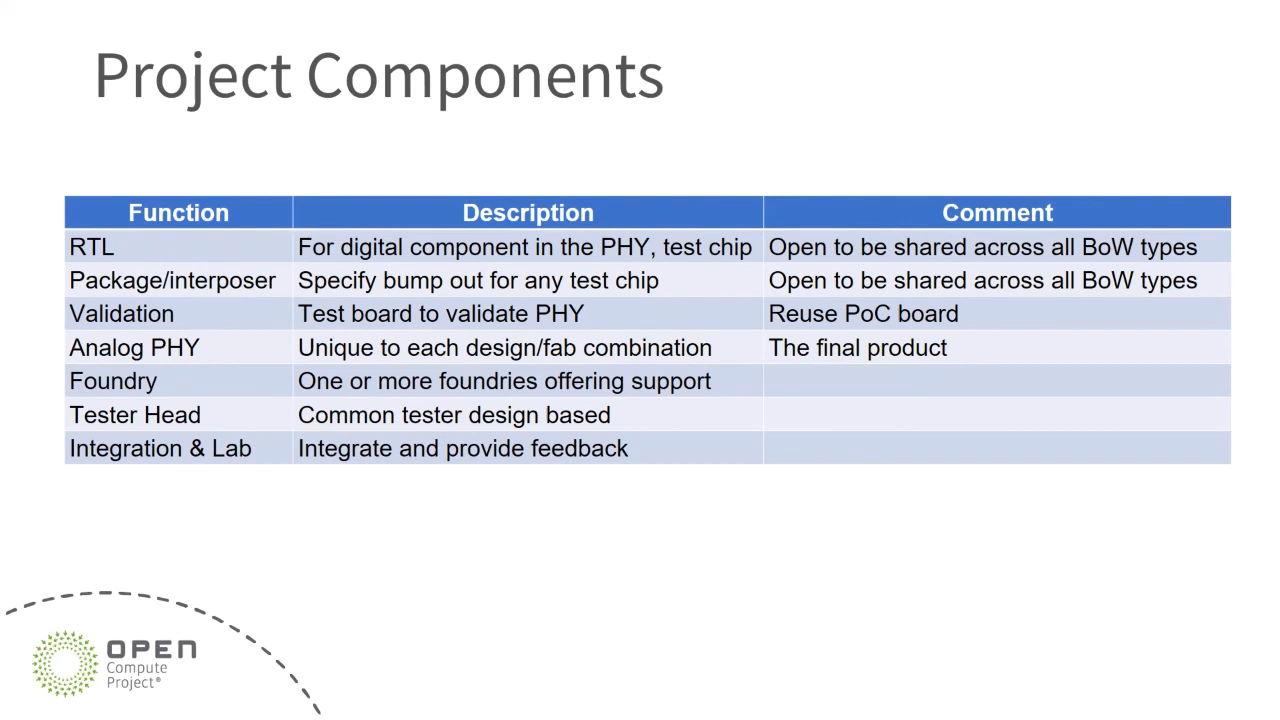 Project Components
Function Description Comment
RTL For digital component in the PHY, test chip Open to be shared across all BoW types
Package/interposer Specify bump out for any test chip Open to be shared across all BoW types
Validation Test board to validate PHY Reuse PoC board
Analog PHY Unique to each design/fab combination The final product
Foundry One or more foundries offering support
Tester Head Common tester design based
Integration & Lab Integrate and provide feedback
OPEN
Compute
Project®